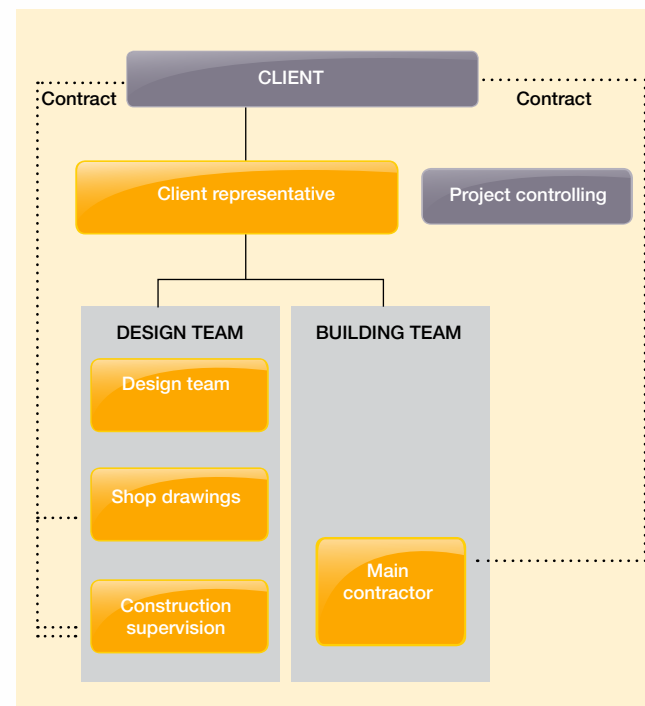 CLIENT
Contract
Contract
Client representative
Project controlling
DESIGN TEAM
BUILDING TEAM
Design team
Shop drawings
Main
contractor
Construction
supervision